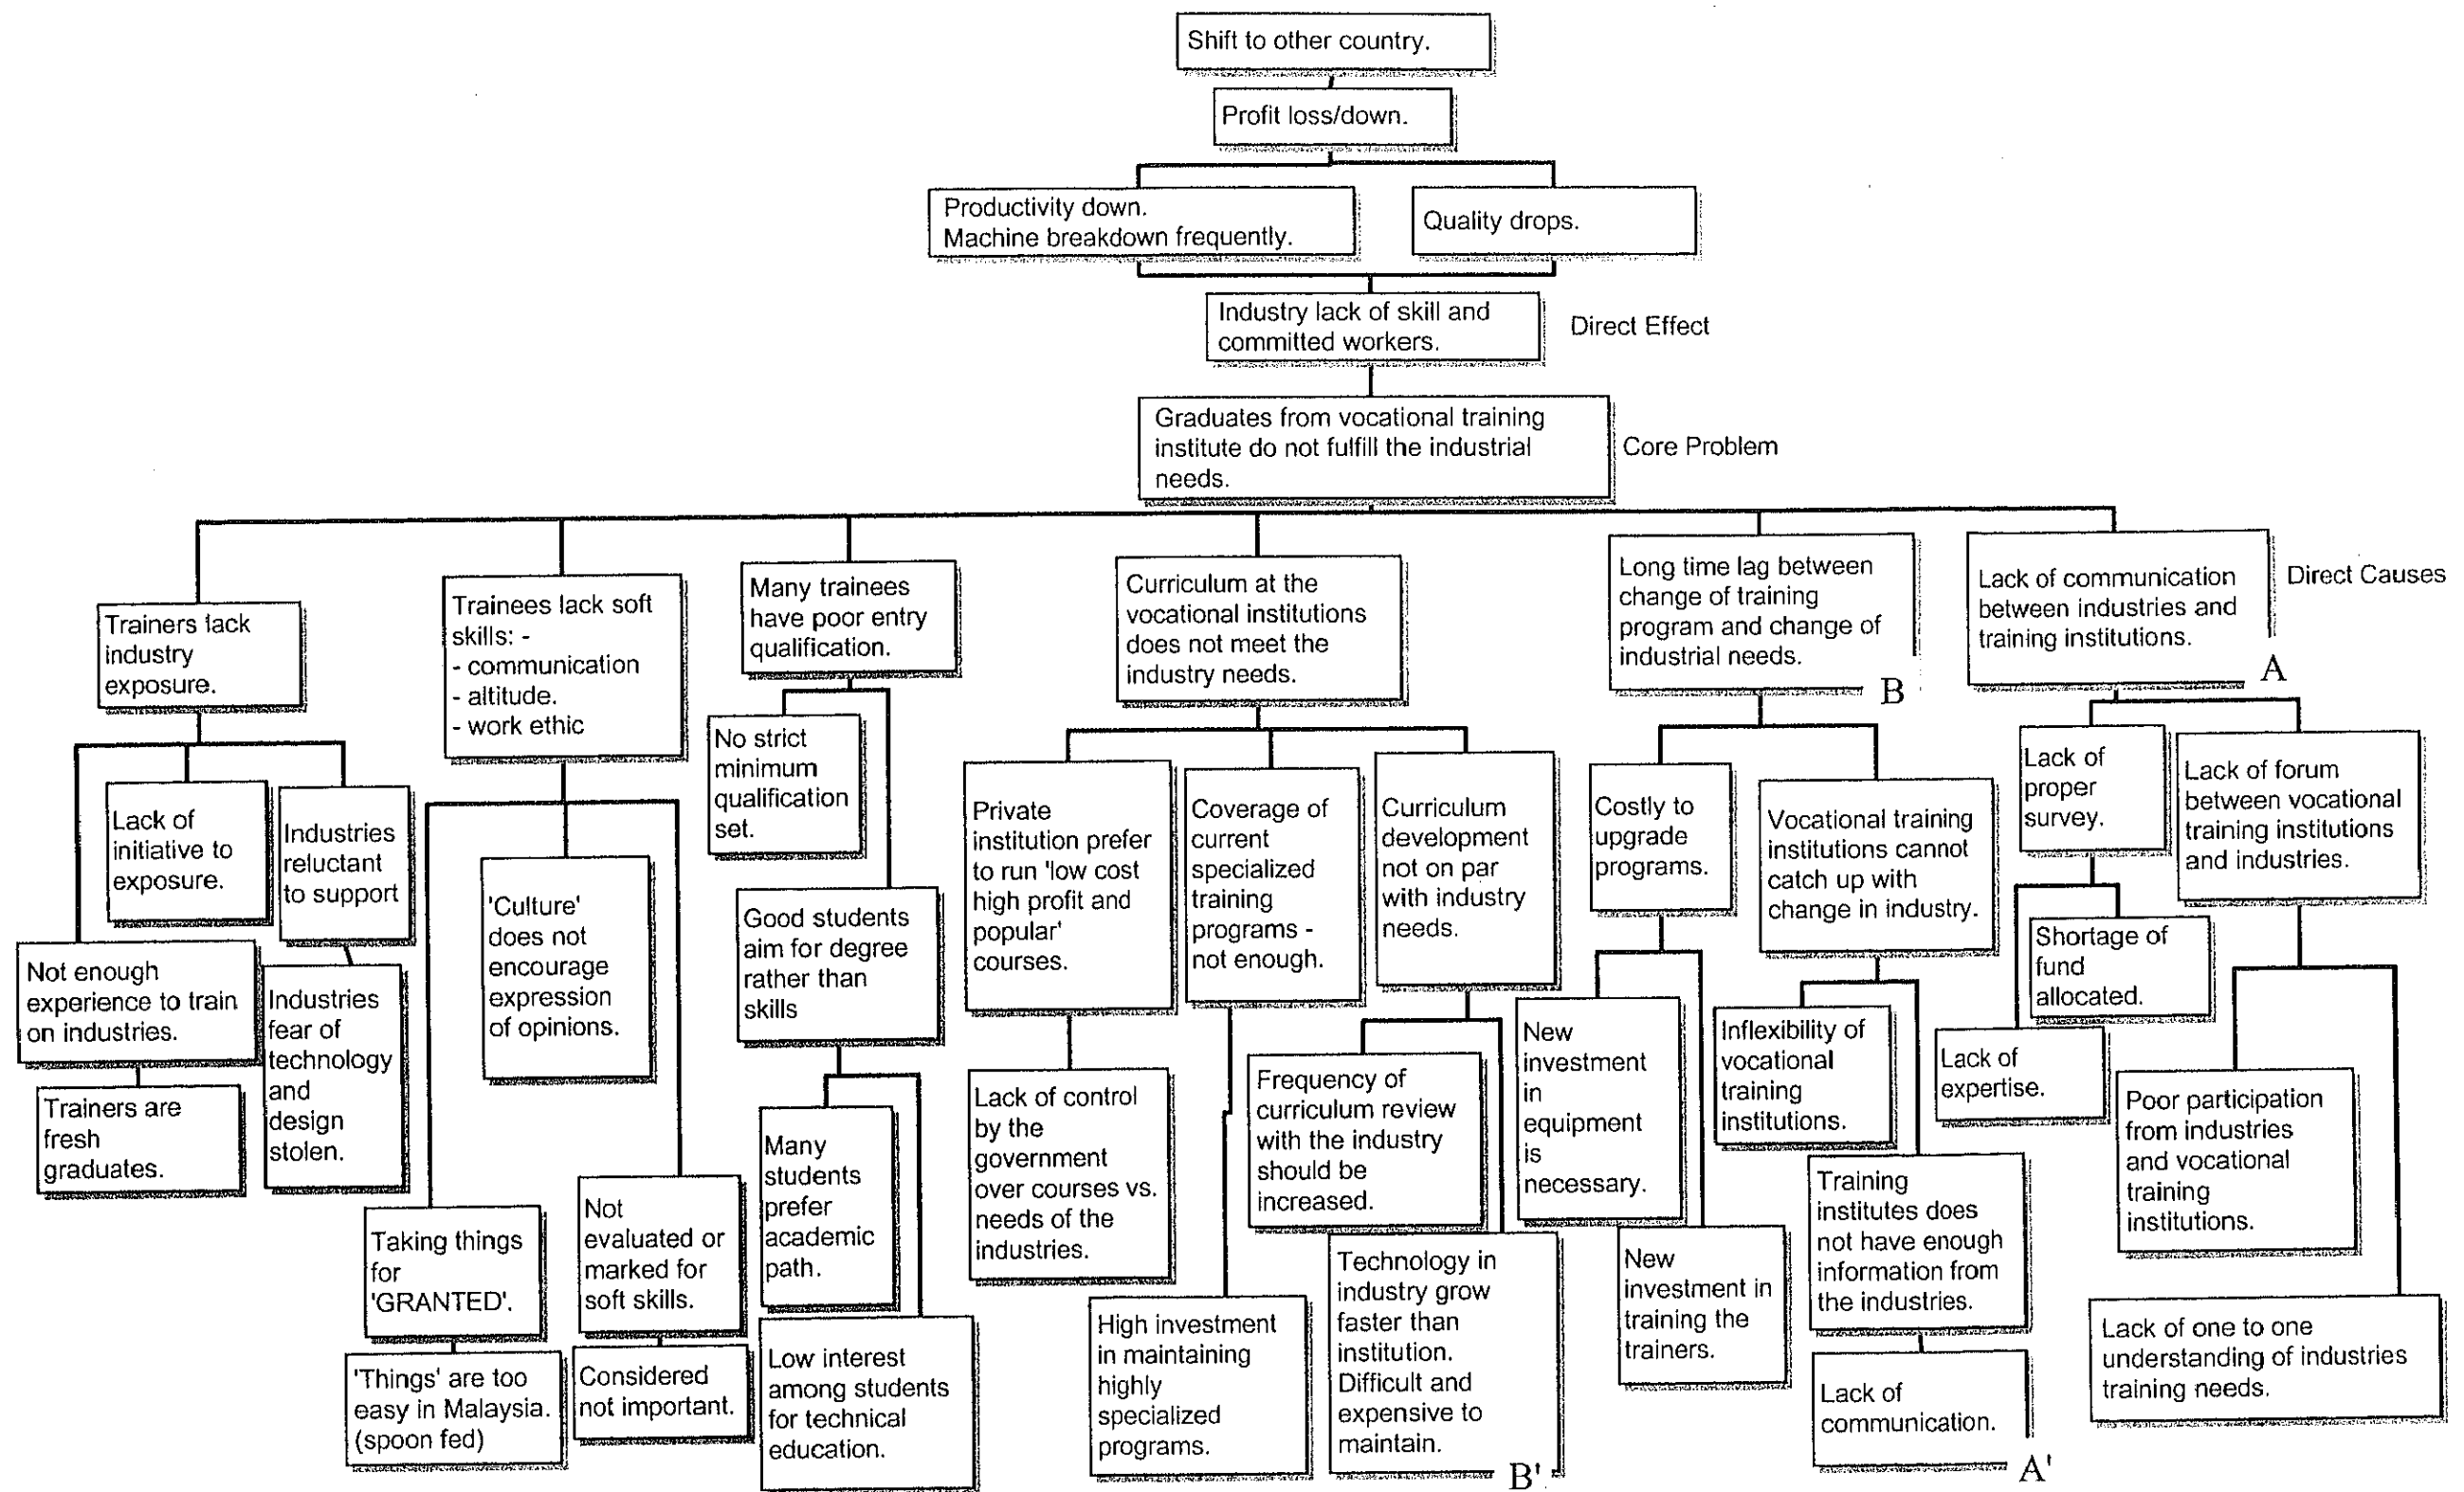 Shift to other country.
Profit loss/down.
Productivity down.
Machine breakdown frequently.
Quality drops.
Industry lack of skill and
committed workers.
Direct Effect
Graduates from vocational training
institute do not fulfill the industrial
needs.
Core Problem
Trainers lack
industry
exposure.
Trainees lack soft
skills: -
- communication
- altitude.
- work ethic
Many trainees
have poor entry
qualification.
Curriculum at the
vocational institutions
does not meet the
industry needs.
Long time lag between
change of training
program and change of
industrial needs.
B
Lack of communication
between industries and
training institutions.
A
Direct Causes
Not enough
experience to train
on industries.
Trainers are
fresh
graduates.
Lack of
initiative to
exposure.
Industries
reluctant
to support
Industries
fear of
technology
and
design
stolen.
Taking things
for
'GRANTED'.
'Things' are too
easy in Malaysia.
(spoon fed)
'Culture'
does not
encourage
expression
of opinions.
Not
evaluated or
marked for
soft skills.
Considered
not important.
No strict
minimum
qualification
set.
Good students
aim for degree
rather than
skills
Many
students
prefer
academic
path.
Low interest
among students
for technical
education.
Private
institution prefer
to run 'low cost
high profit and
popular'
courses.
Lack of control
by the
government
over courses vs.
needs of the
industries.
Coverage of
current
specialized
training
programs -
not enough.
High investment
in maintaining
highly
specialized
programs.
Curriculum
development
not on par
with industry
needs.
Frequency of
curriculum review
with the industry
should be
increased.
Technology in
industry grow
faster than
institution.
Difficult and
expensive to
maintain.
B'
Costly to
upgrade
programs.
New
investment
in
equipment
is
necessary.
New
investment in
training the
trainers.
Vocational training
institutions cannot
catch up with
change in industry.
Inflexibility of
vocational
training
institutions.
Training
institutes does
not have enough
information from
the industries.
Lack of
communication.
A'
Lack of
proper
survey.
Lack of
expertise.
Shortage of
fund
allocated.
Lack of forum
between vocational
training institutions
and industries.
Poor participation
from industries
and vocational
training
institutions.
Lack of one to one
understanding of industries
training needs.